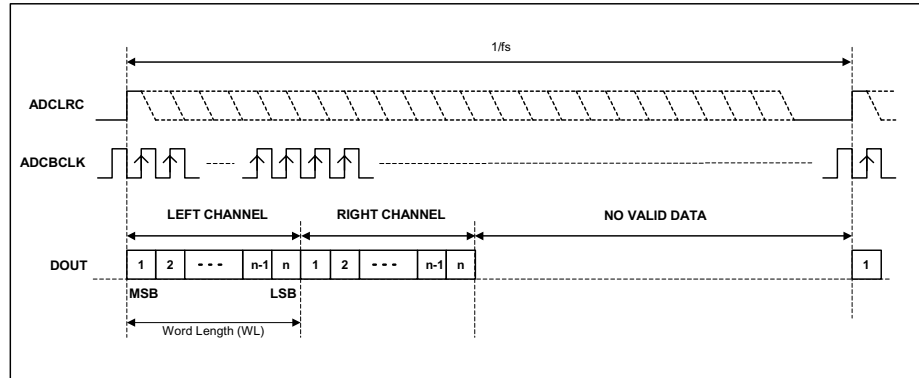 1/fs
ADCLRC
ADCBCLK
LEFT CHANNEL RIGHT CHANNEL NO VALID DATA
DOUT 1 2 - - - n-1 n 1 2 - - - n-1 n 1
MSB LSB
Word Length (WL)